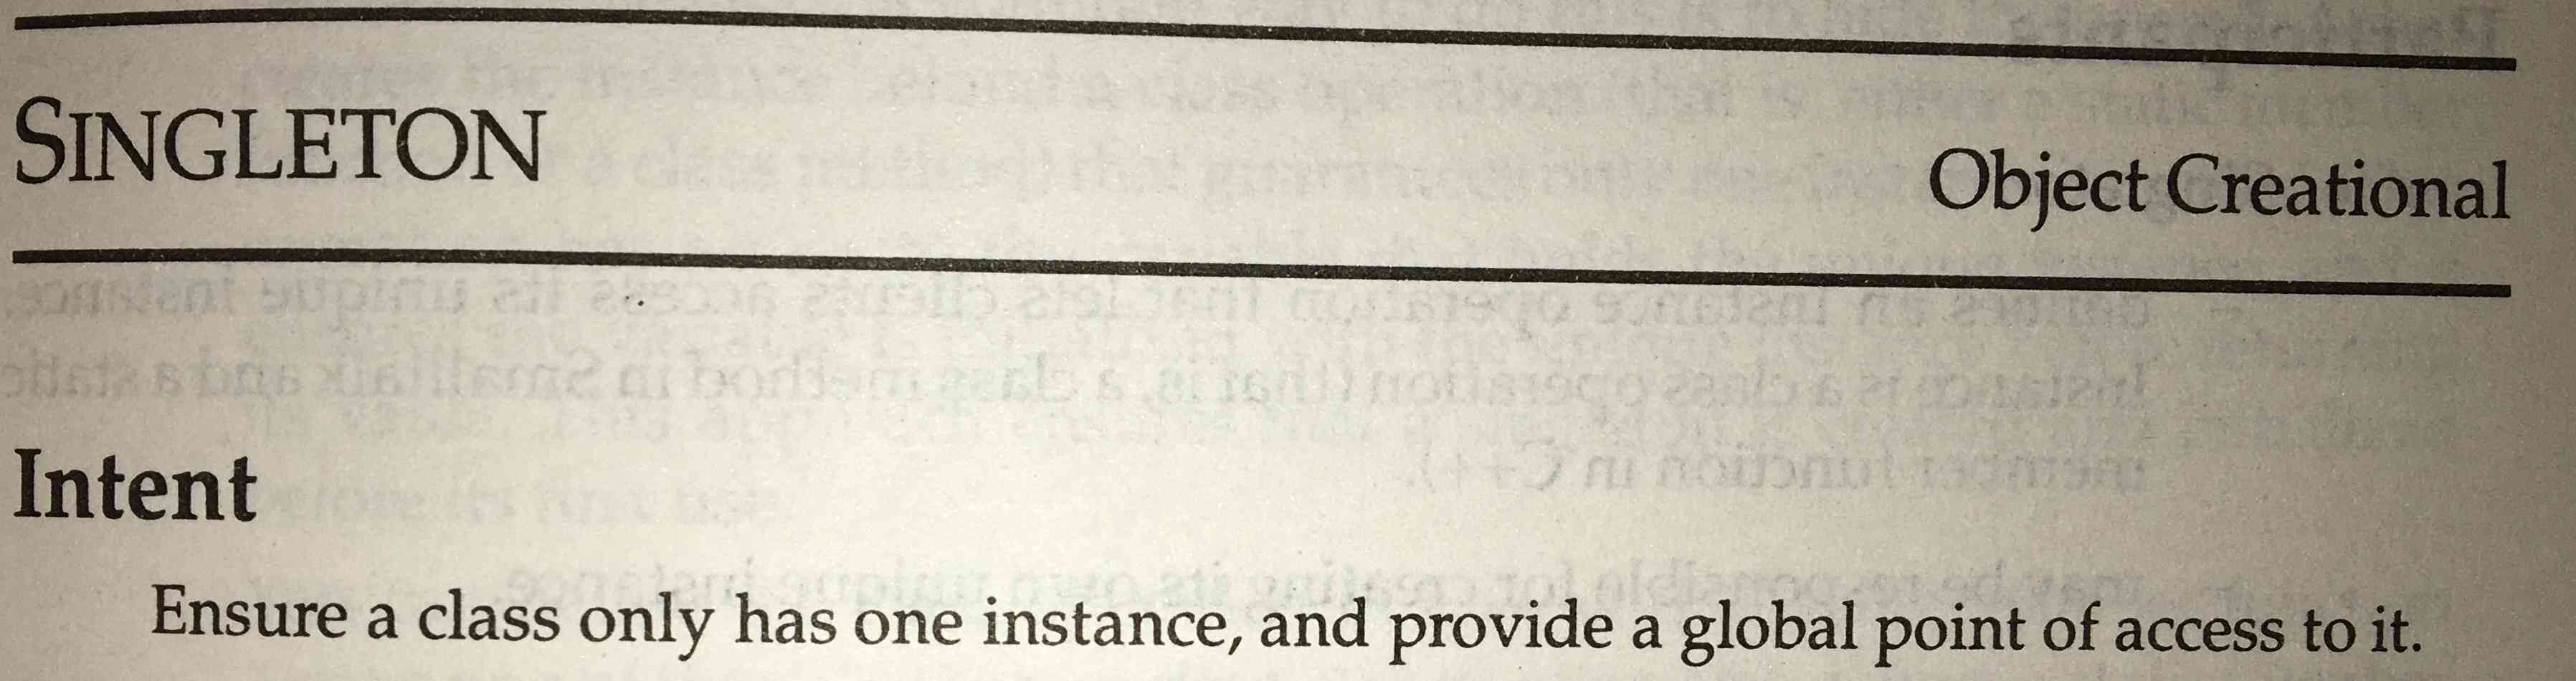 SINGLETON
Object Creational
Intent
Ensure a class only has one instance, and provide a global point of access to it.